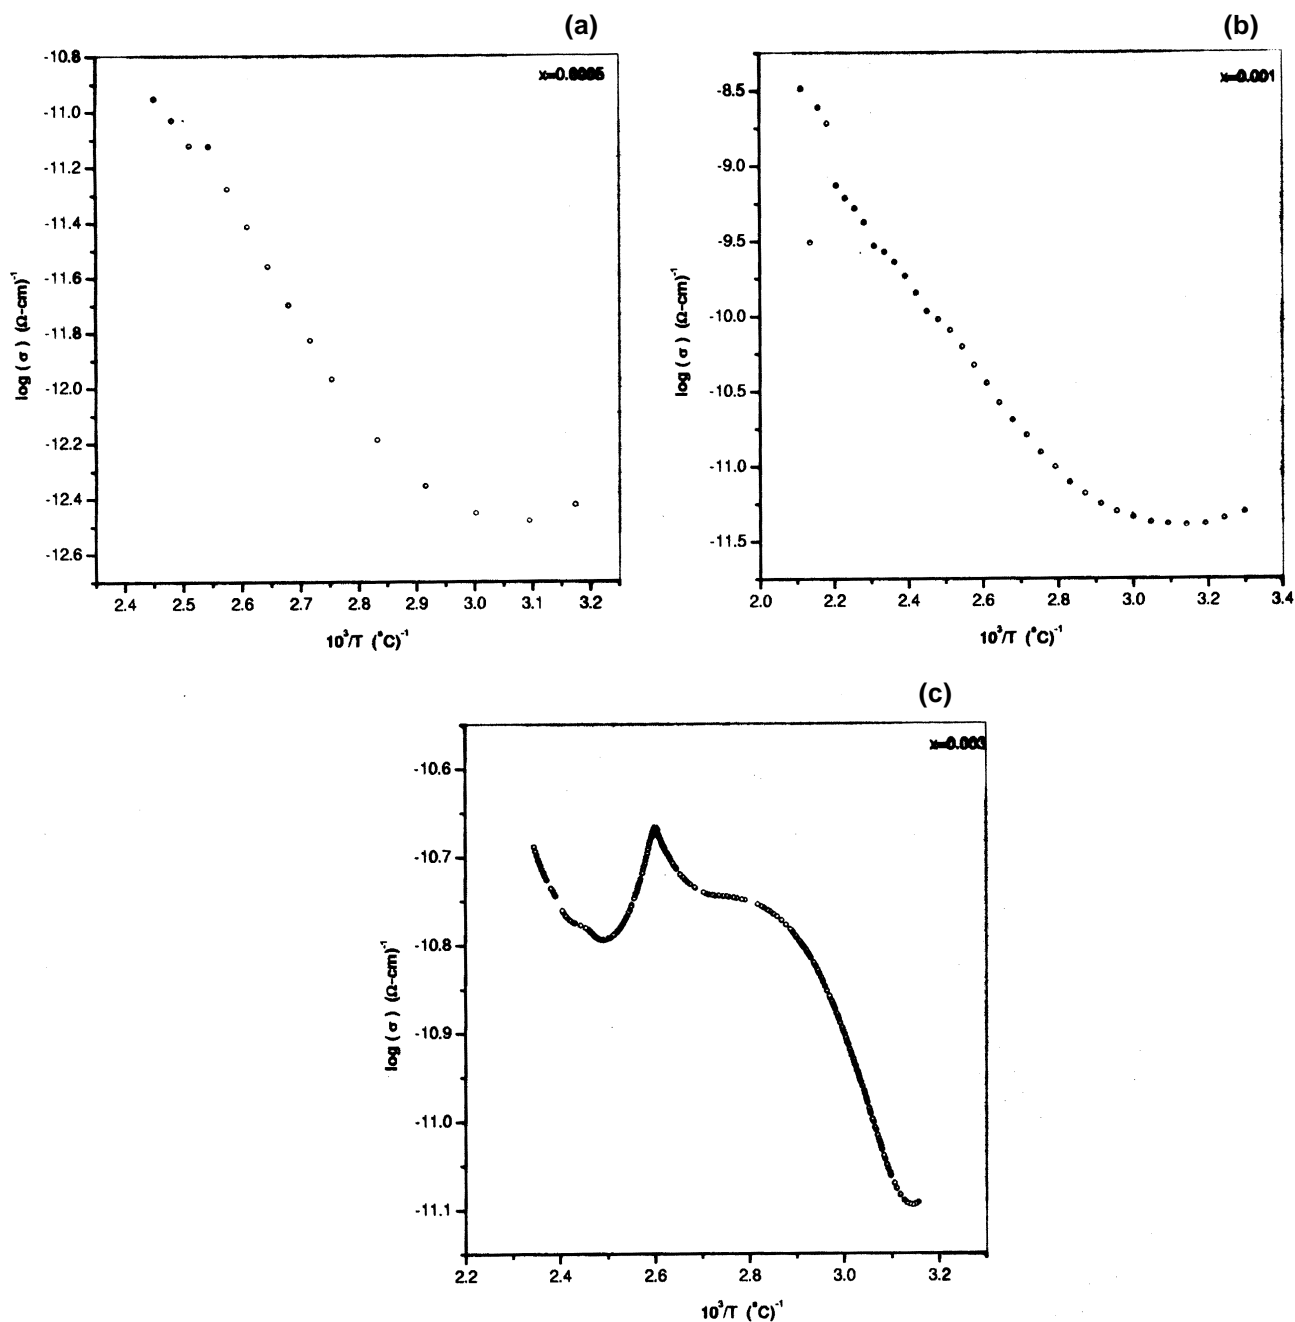 (a)
(b)
-10.8
-11.0
-11.2
-11.4
-11.6
-11.8
-12.0
-12.2
-12.4
-12.6
log (σ) (Ω-cm)⁻¹
2.4 2.5 2.6 2.7 2.8 2.9 3.0 3.1 3.2
10³/T (°C)⁻¹
x=0.001
-8.5
-9.0
-9.5
-10.0
-10.5
-11.0
-11.5
log (σ) (Ω-cm)⁻¹
2.0 2.2 2.4 2.6 2.8 3.0 3.2 3.4
10³/T (°C)⁻¹
(c)
x=0.003
-10.6
-10.7
-10.8
-10.9
-11.0
-11.1
log (σ) (Ω-cm)⁻¹
2.2 2.4 2.6 2.8 3.0 3.2
10³/T (°C)⁻¹